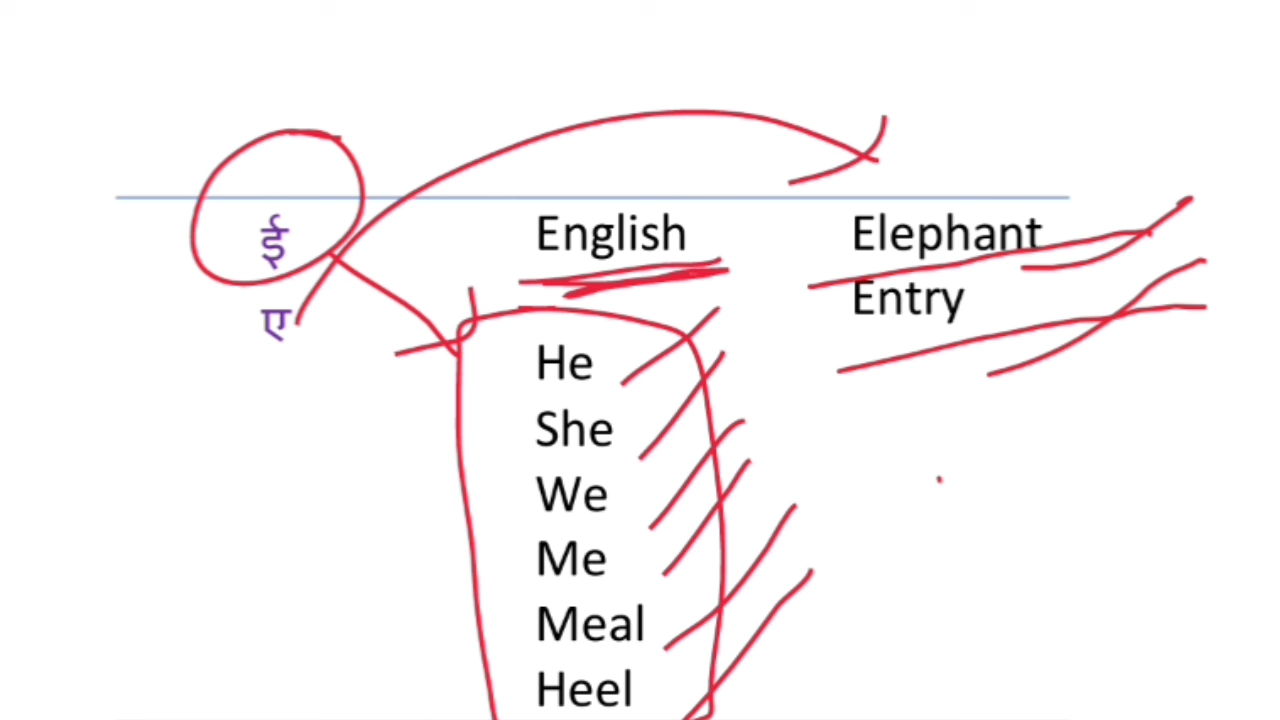 ई English Elephant
ए Entry
He
She
We
Me
Meal
Heel